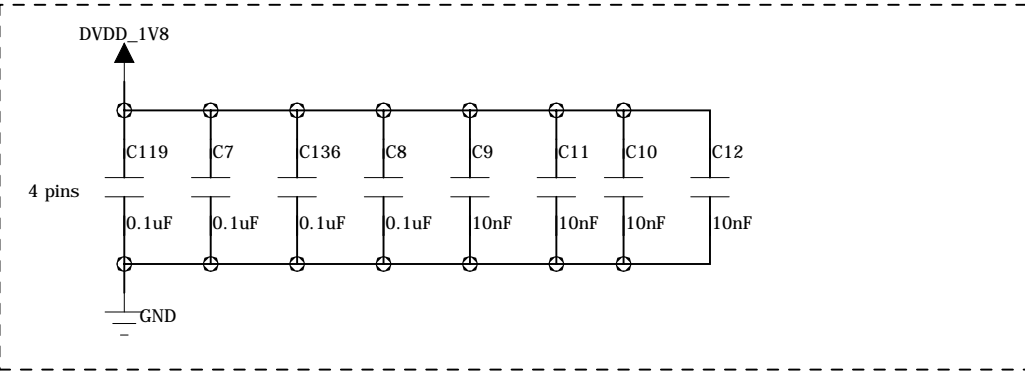 DVDD_1V8
C119 C7 C136 C8 C9 C11 C10 C12
4 pins
0.1uF 0.1uF 0.1uF 0.1uF 10nF 10nF 10nF 10nF
GND